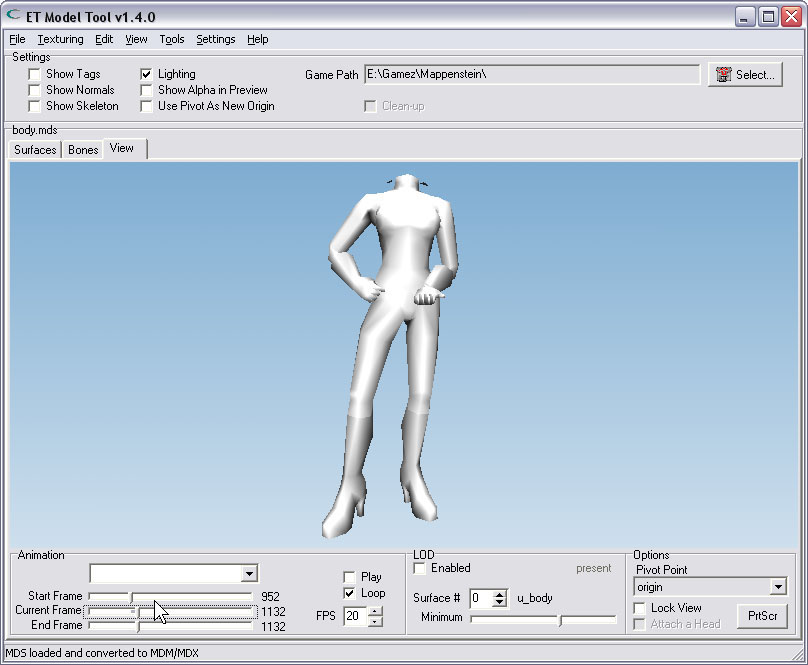 ET Model Tool v1.4.0
File Texturing Edit View Tools Settings Help
Settings
Show Tags Lighting Game Path E:\Gamez\Mappenstein\ Select...
Show Normals Show Alpha in Preview
Show Skeleton Use Pivot As New Origin Clean-up
body.mds
Surfaces Bones View
Animation LOD Options
Enabled present Pivot Point
Play origin
Start Frame 952 Loop Surface # 0 u_body
Current Frame 1132 Lock View
FPS 20 Minimum PrtScr
End Frame 1132 Attach a Head
MDS loaded and converted to MDM/MDX